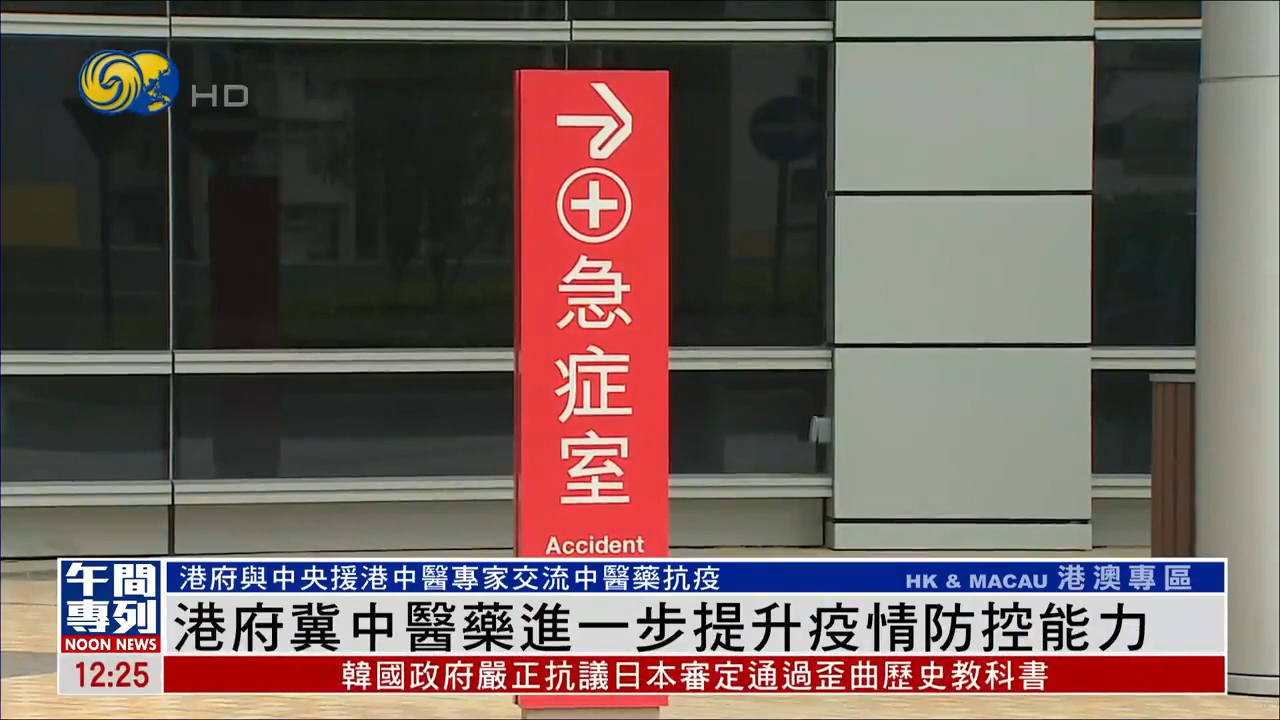 HD
急症室
Accident
午間專列
NOON NEWS
12:25
港府與中央援港中醫專家交流中醫藥抗疫
HK & MACAU 港澳專區
港府冀中醫藥進一步提升疫情防控能力
韓國政府嚴正抗議日本審定通過歪曲歷史教科書